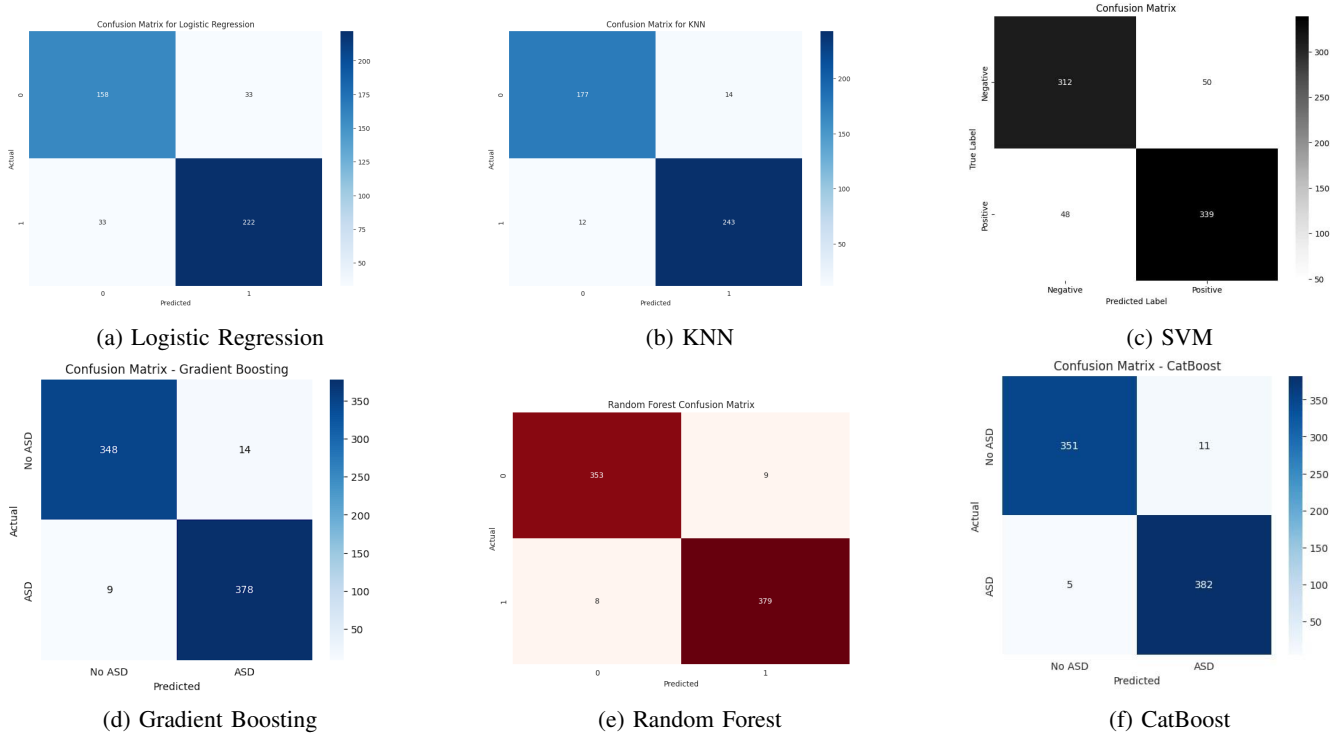 Confusion Matrix for Logistic Regression
0
158
33
1
33
222
0
1
Actual
Predicted
200
175
150
125
100
75
50
(a) Logistic Regression
Confusion Matrix for KNN
0
177
14
1
12
243
0
1
Actual
Predicted
200
150
100
50
(b) KNN
Confusion Matrix
Negative
312
50
Positive
48
339
Negative
Positive
True Label
Predicted Label
300
250
200
150
100
50
(c) SVM
Confusion Matrix - Gradient Boosting
No ASD
348
14
ASD
9
378
No ASD
ASD
Actual
Predicted
350
300
250
200
150
100
50
(d) Gradient Boosting
Random Forest Confusion Matrix
0
353
9
1
8
379
0
1
Actual
Predicted
(e) Random Forest
Confusion Matrix - CatBoost
No ASD
351
11
ASD
5
382
No ASD
ASD
Actual
Predicted
350
300
250
200
150
100
50
(f) CatBoost